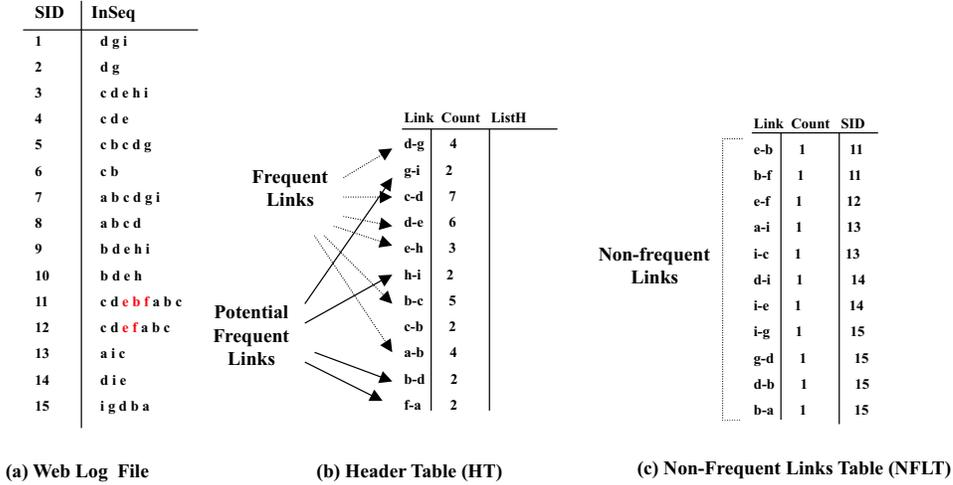 SID InSeq
1 d g i
2 d g
3 c d e h i
4 c d e
5 c b c d g
6 c b
7 a b c d g i
8 a b c d
9 b d e h i
10 b d e h
11 c d e b f a b c
12 c d e f a b c
13 a i c
14 d i e
15 i g d b a
(a) Web Log File
Frequent
Links
Potential
Frequent
Links
Link Count ListH
d-g 4
g-i 2
c-d 7
d-e 6
e-h 3
h-i 2
b-c 5
c-b 2
a-b 4
b-d 2
f-a 2
(b) Header Table (HT)
Non-frequent
Links
Link Count SID
e-b 1 11
b-f 1 11
e-f 1 12
a-i 1 13
i-c 1 13
d-i 1 14
i-e 1 14
i-g 1 15
g-d 1 15
d-b 1 15
b-a 1 15
(c) Non-Frequent Links Table (NFLT)